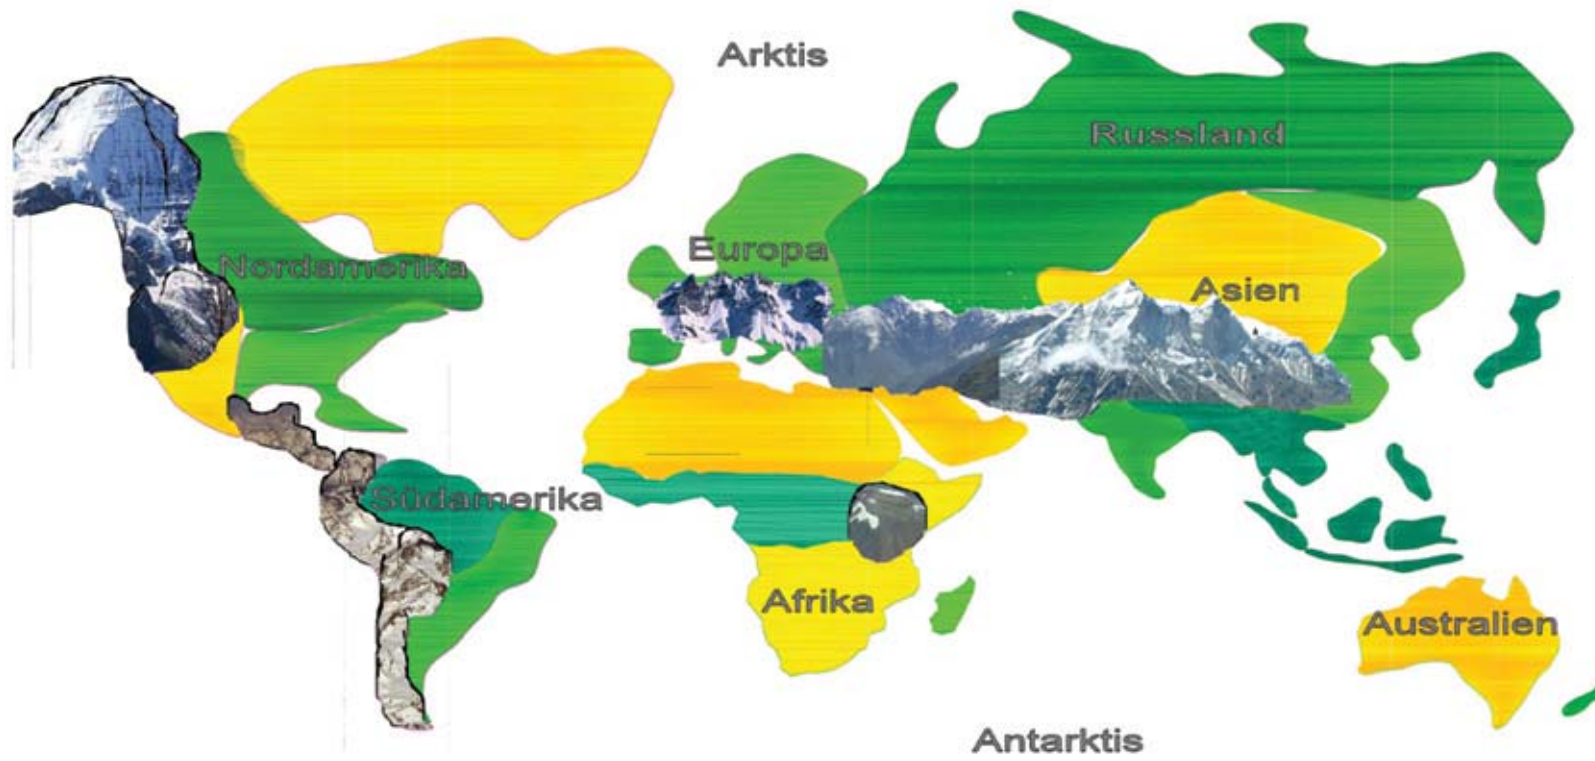 Arktis
Russland
Europa
Nordamerika
Asien
Südamerika
Afrika
Australien
Antarktis